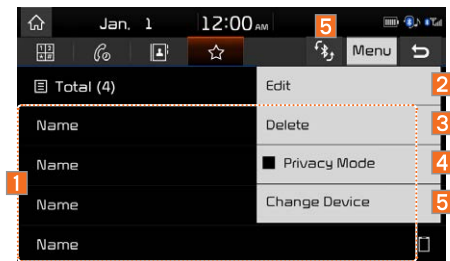 Jan. 1 12:00 AM
5
Menu
Total (4)
Edit
2
Name
Delete
3
Name
Privacy Mode
4
1
Name
Change Device
5
Name